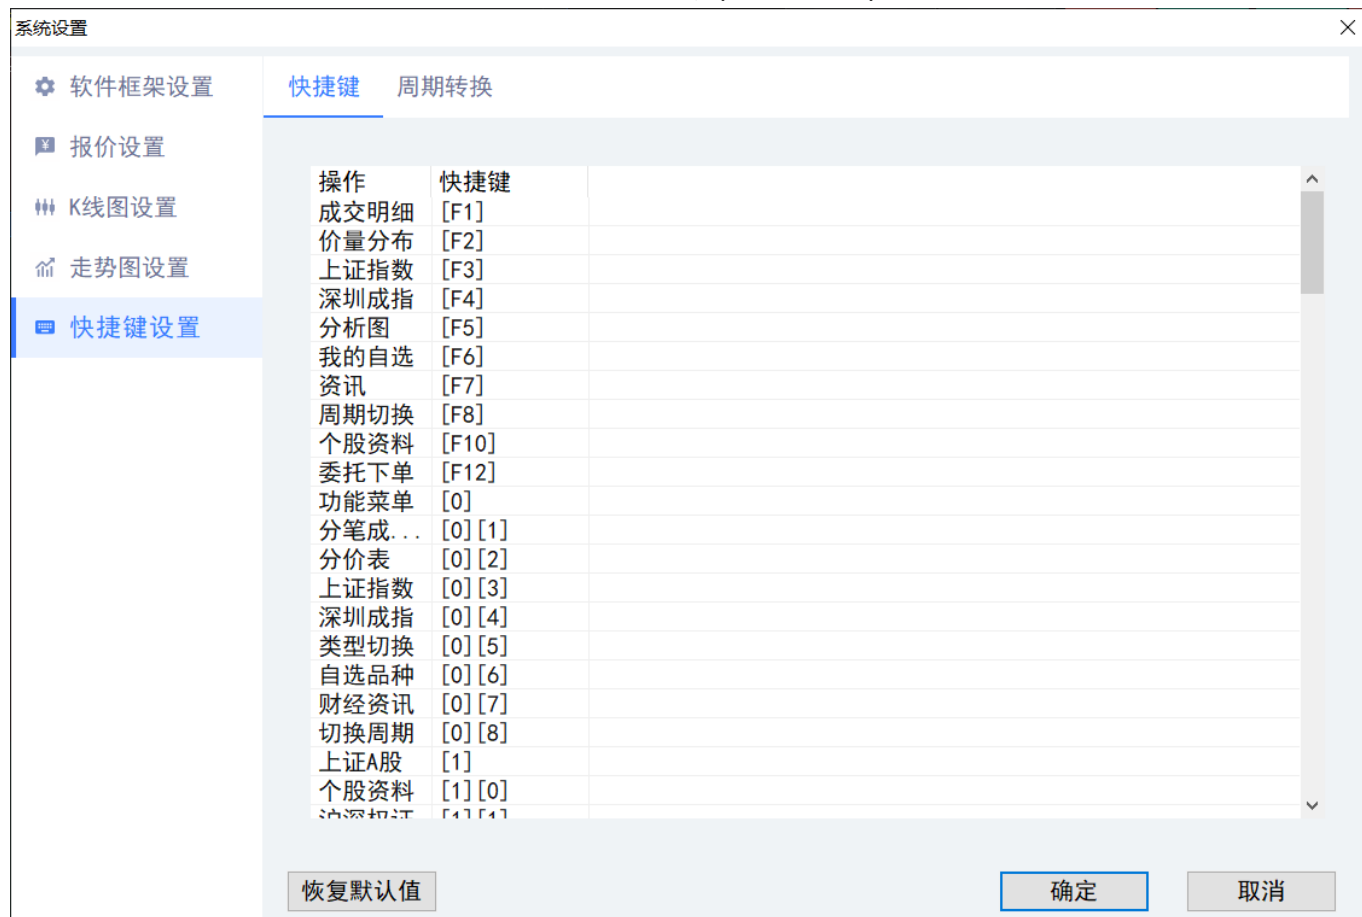 系统设置
软件框架设置
报价设置
K线图设置
走势图设置
快捷键设置
快捷键 周期转换
操作 快捷键
成交明细 [F1]
价量分布 [F2]
上证指数 [F3]
深圳成指 [F4]
分析图 [F5]
我的自选 [F6]
资讯 [F7]
周期切换 [F8]
个股资料 [F10]
委托下单 [F12]
功能菜单 [0]
分笔成... [0][1]
分价表 [0][2]
上证指数 [0][3]
深圳成指 [0][4]
类型切换 [0][5]
自选品种 [0][6]
财经资讯 [0][7]
切换周期 [0][8]
上证A股 [1]
个股资料 [1][0]
沪深权证 [1][1]
恢复默认值 确定 取消